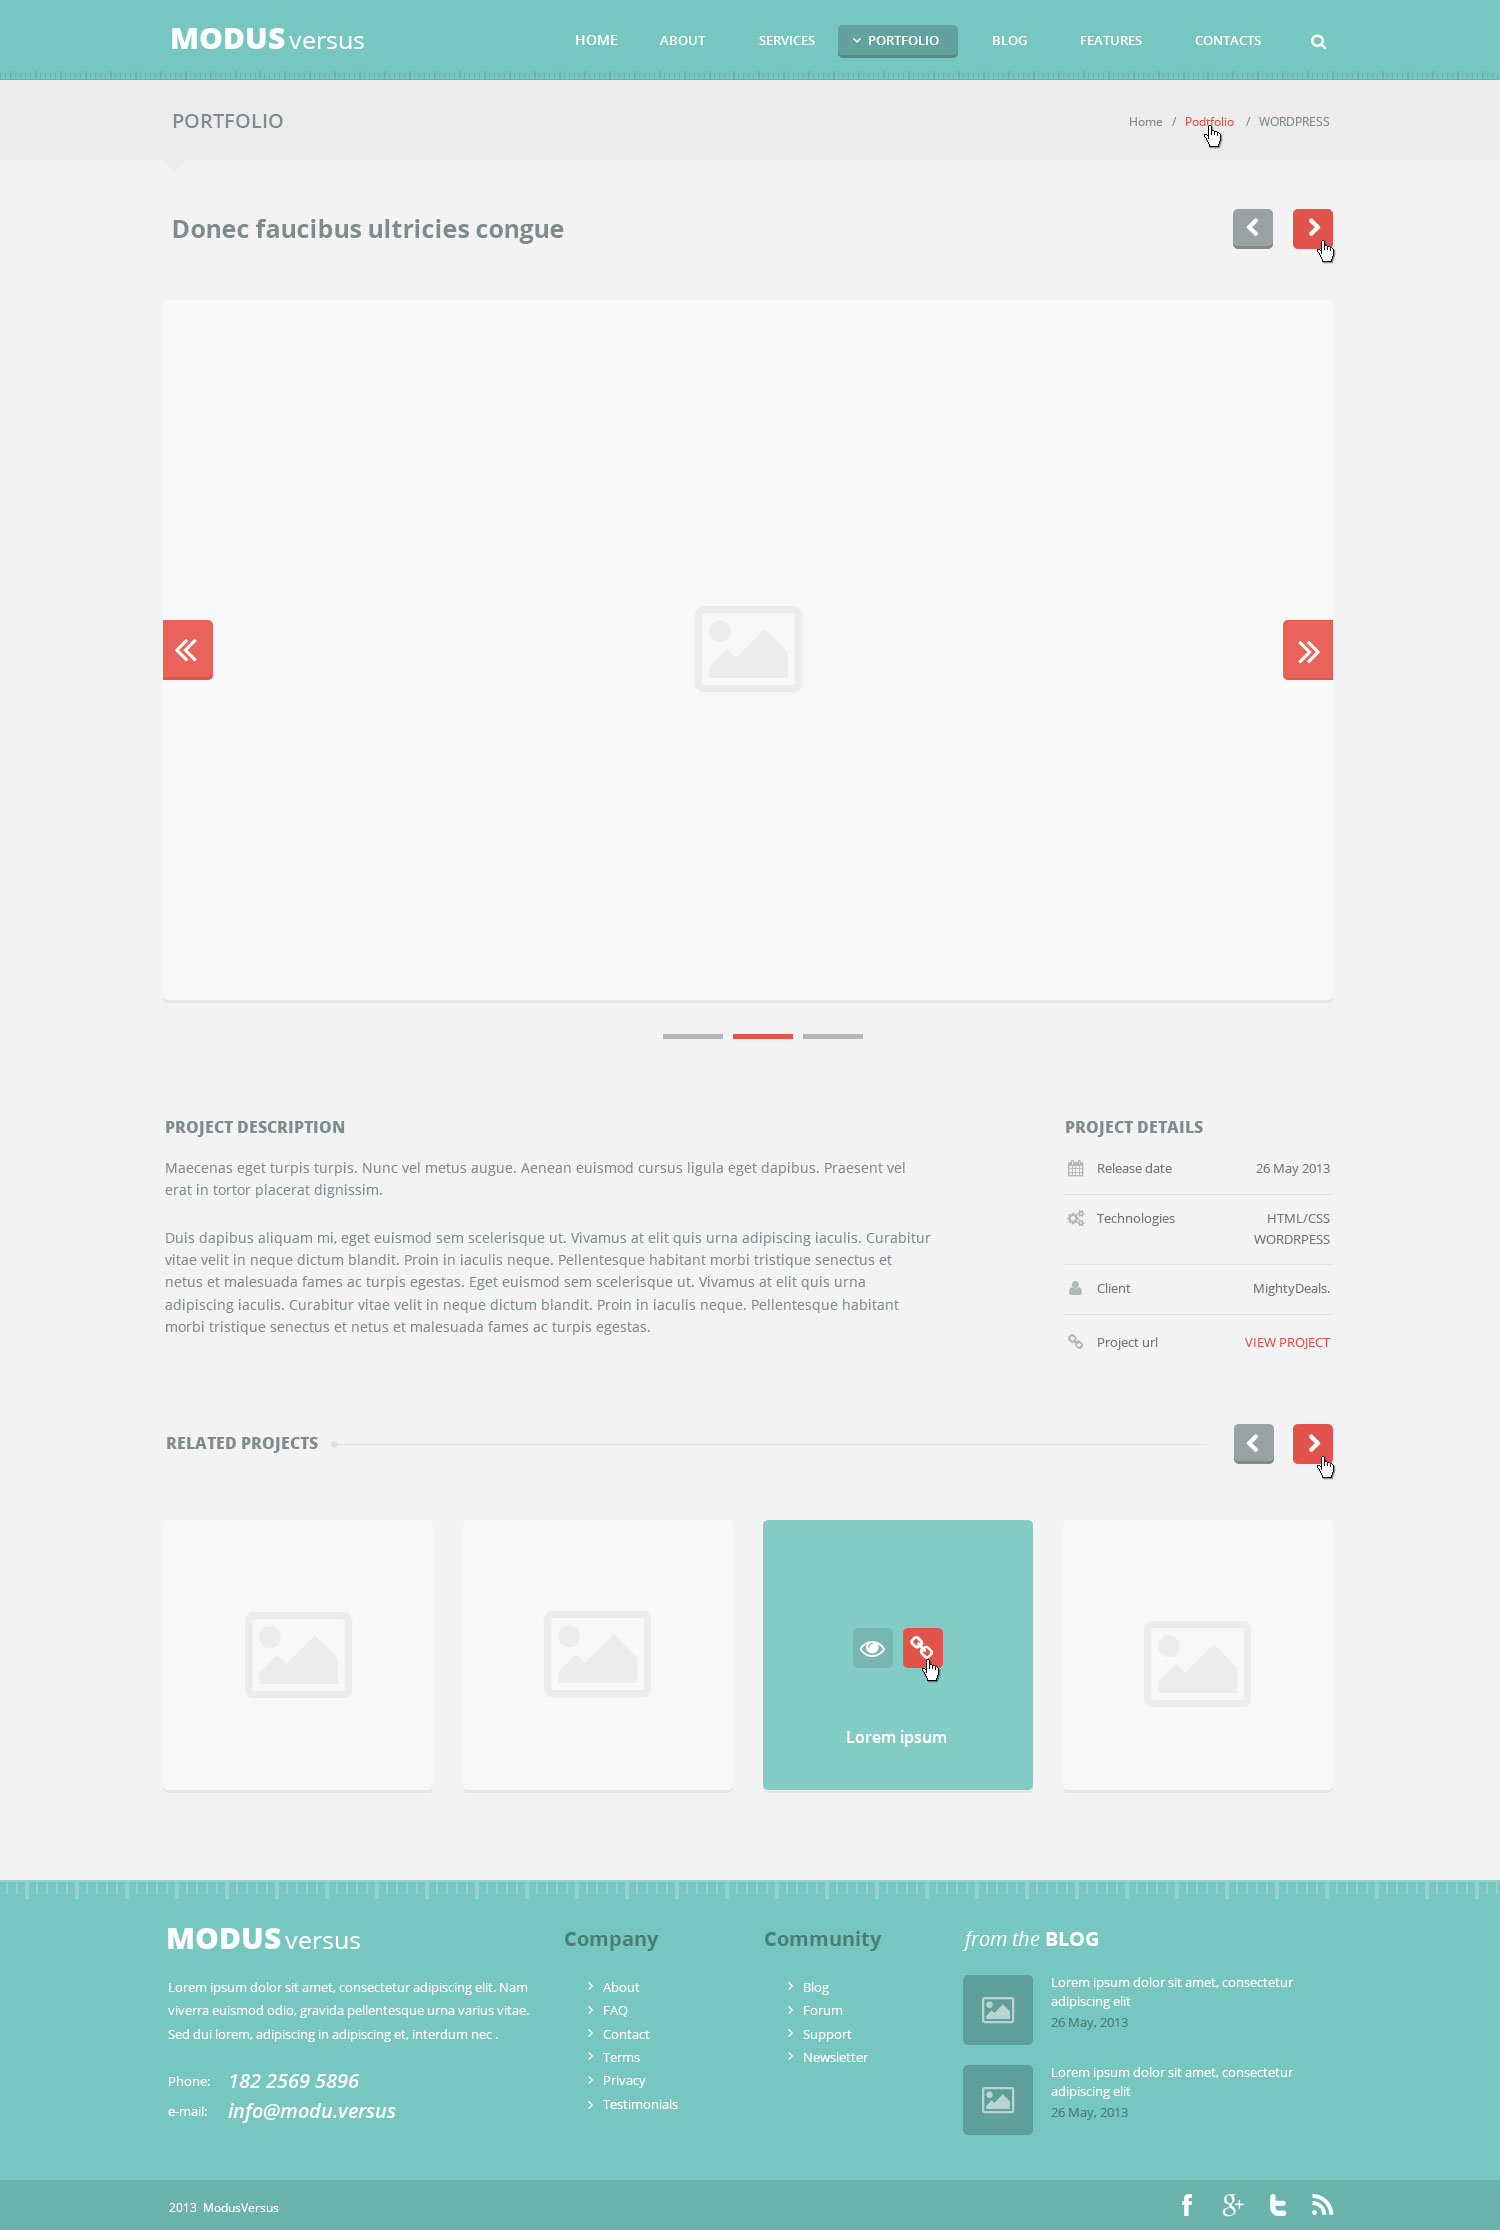 MODUS versus
HOME ABOUT SERVICES PORTFOLIO BLOG FEATURES CONTACTS
PORTFOLIO
Home / Podtfolio / WORDPRESS
Donec faucibus ultricies congue
PROJECT DESCRIPTION
Maecenas eget turpis turpis. Nunc vel metus augue. Aenean euismod cursus ligula eget dapibus. Praesent vel
erat in tortor placerat dignissim.
Duis dapibus aliquam mi, eget euismod sem scelerisque ut. Vivamus at elit quis urna adipiscing iaculis. Curabitur
vitae velit in neque dictum blandit. Proin in iaculis neque. Pellentesque habitant morbi tristique senectus et
netus et malesuada fames ac turpis egestas. Eget euismod sem scelerisque ut. Vivamus at elit quis urna
adipiscing iaculis. Curabitur vitae velit in neque dictum blandit. Proin in iaculis neque. Pellentesque habitant
morbi tristique senectus et netus et malesuada fames ac turpis egestas.
PROJECT DETAILS
Release date 26 May 2013
Technologies HTML/CSS
WORDRPESS
Client MightyDeals.
Project url VIEW PROJECT
RELATED PROJECTS
Lorem ipsum
MODUS versus
Lorem ipsum dolor sit amet, consectetur adipiscing elit. Nam
viverra euismod odio, gravida pellentesque urna varius vitae.
Sed dui lorem, adipiscing in adipiscing et, interdum nec .
Phone: 182 2569 5896
e-mail: info@modu.versus
Company
About
FAQ
Contact
Terms
Privacy
Testimonials
Community
Blog
Forum
Support
Newsletter
from the BLOG
Lorem ipsum dolor sit amet, consectetur
adipiscing elit
26 May, 2013
Lorem ipsum dolor sit amet, consectetur
adipiscing elit
26 May, 2013
2013 ModusVersus